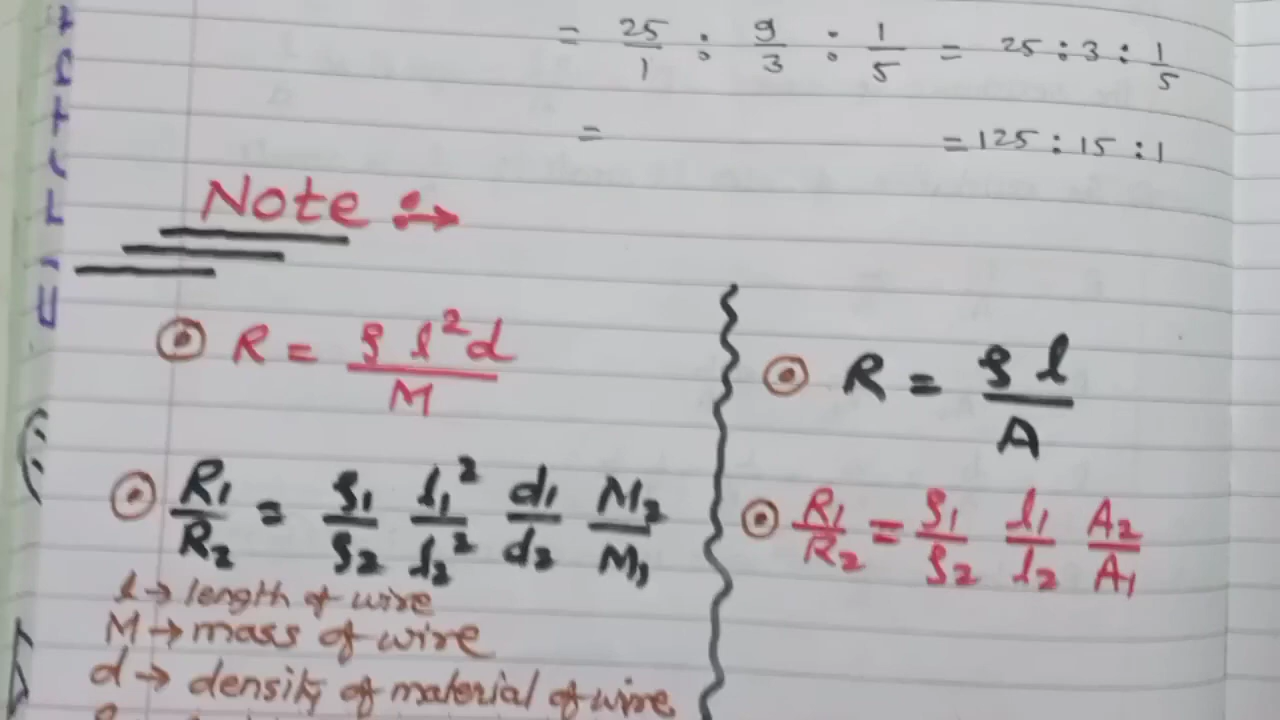 = 25/1 : 9/3 : 1/5 = 25 : 3 : 1/5
= = 125 : 15 : 1
Note :→
⊙ R = ρ l² d / M
⊙ R₁/R₂ = ρ₁/ρ₂ l₁²/l₂² d₁/d₂ M₂/M₁
l → length of wire
M → mass of wire
d → density of material of wire
⊙ R = ρ l / A
⊙ R₁/R₂ = ρ₁/ρ₂ l₁/l₂ A₂/A₁